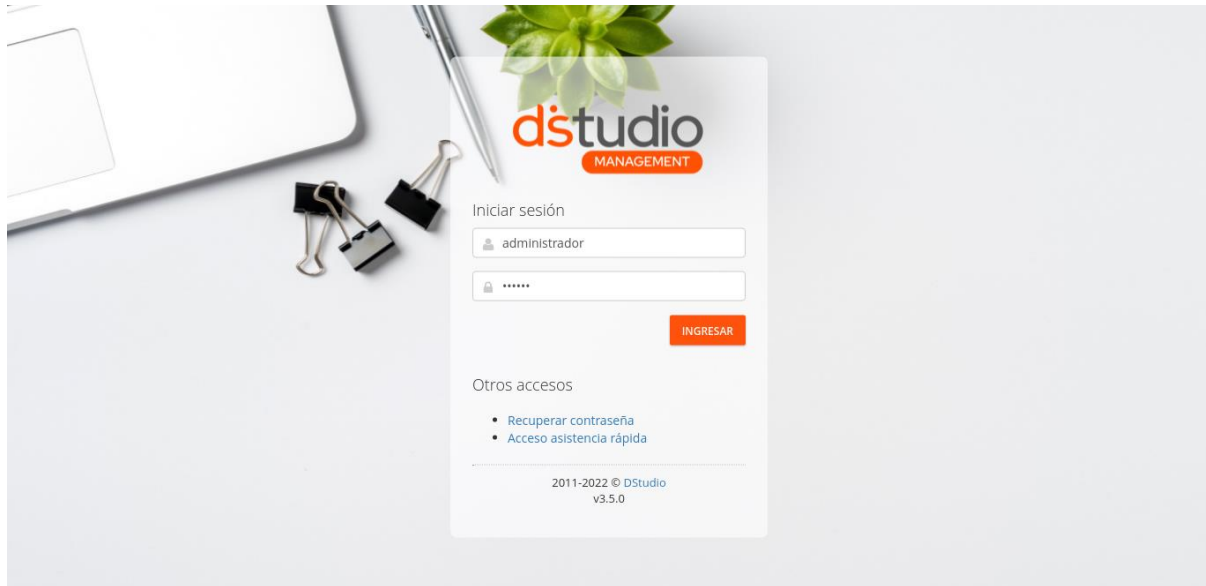 dstudio
MANAGEMENT
Iniciar sesión
administrador
••••••
INGRESAR
Otros accesos
• Recuperar contraseña
• Acceso asistencia rápida
2011-2022 © DStudio
v3.5.0